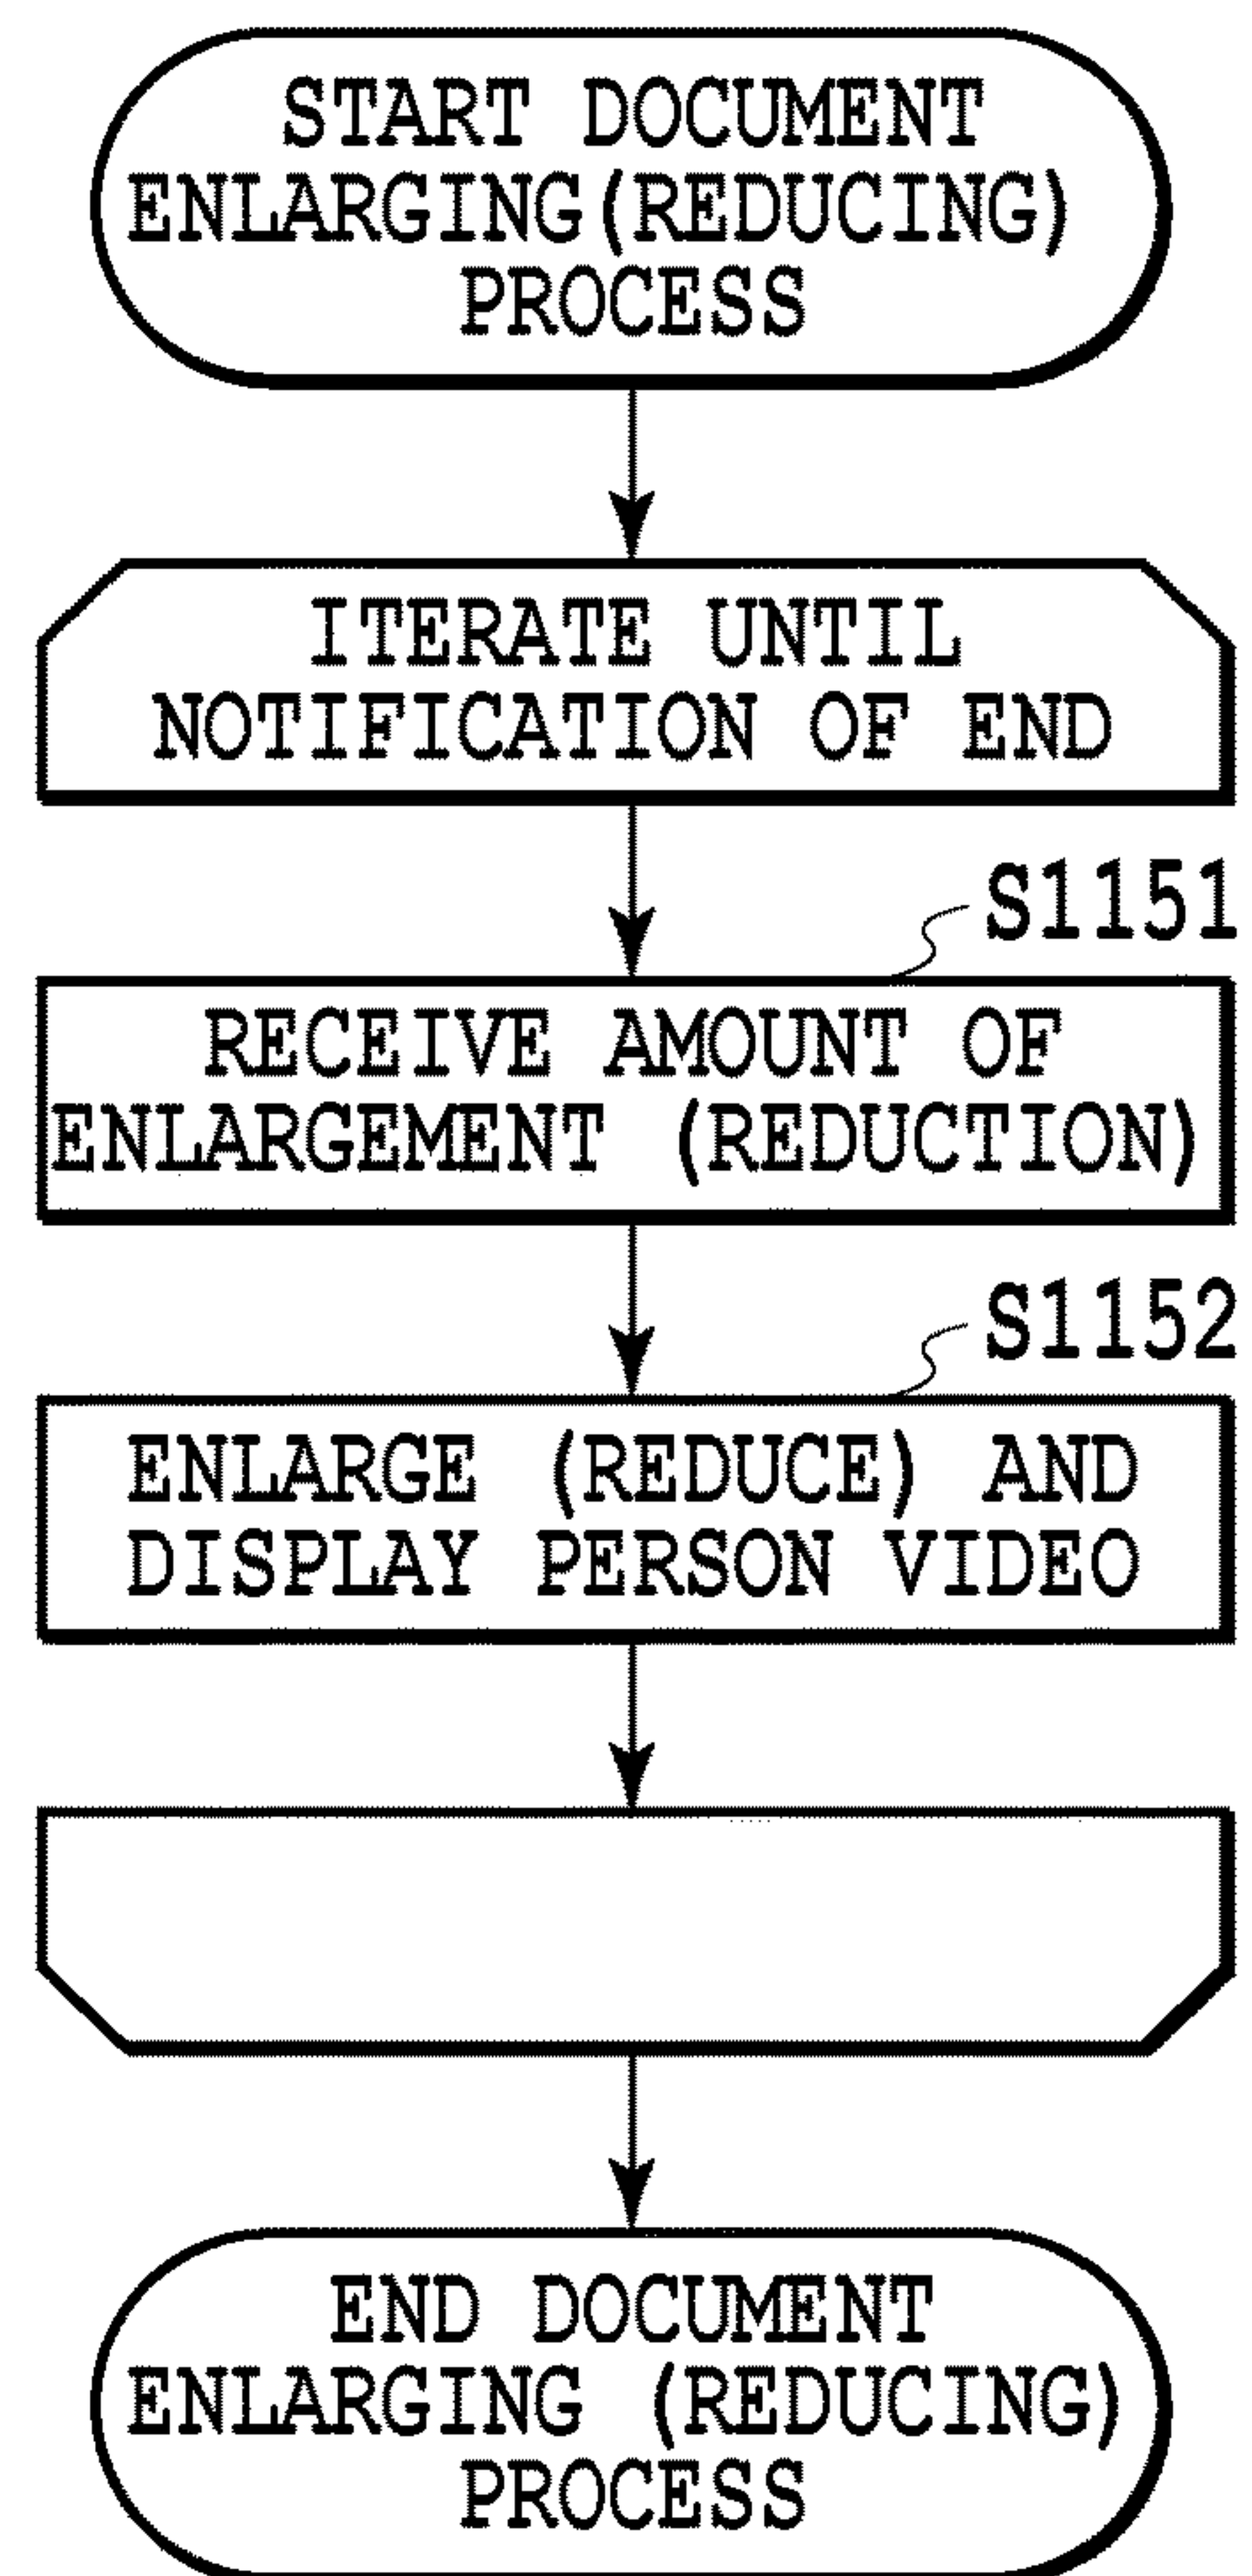 START DOCUMENT
ENLARGING(REDUCING)
PROCESS
ITERATE UNTIL
NOTIFICATION OF END
S1151
RECEIVE AMOUNT OF
ENLARGEMENT (REDUCTION)
S1152
ENLARGE (REDUCE) AND
DISPLAY PERSON VIDEO
END DOCUMENT
ENLARGING (REDUCING)
PROCESS